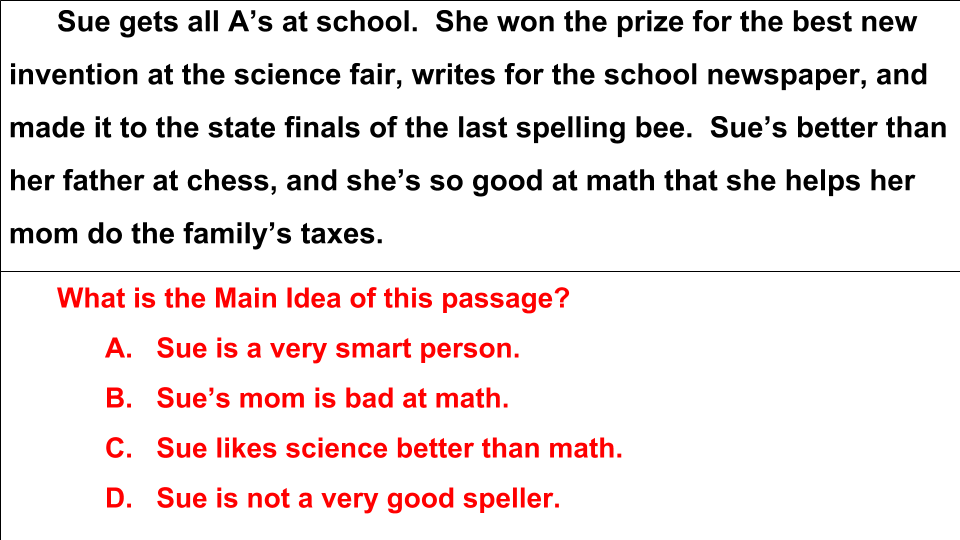 Sue gets all A’s at school.  She won the prize for the best new
invention at the science fair, writes for the school newspaper, and
made it to the state finals of the last spelling bee.  Sue’s better than
her father at chess, and she’s so good at math that she helps her
mom do the family’s taxes.
What is the Main Idea of this passage?
A. Sue is a very smart person.
B. Sue’s mom is bad at math.
C. Sue likes science better than math.
D. Sue is not a very good speller.